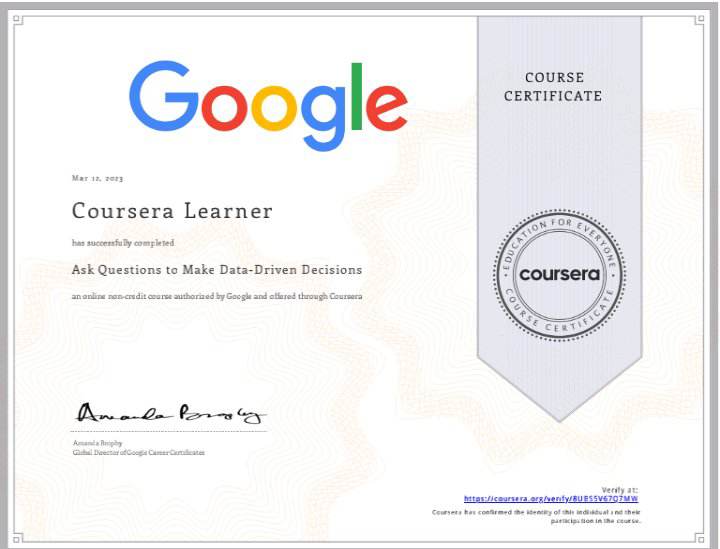 Google
COURSE
CERTIFICATE
Mar 12, 2023
Coursera Learner
has successfully completed
Ask Questions to Make Data-Driven Decisions
an online non-credit course authorized by Google and offered through Coursera
EDUCATION FOR EVERYONE
coursera
COURSE CERTIFICATE
Amanda Brophy
Amanda Brophy
Global Director of Google Career Certificates
Verify at:
https://coursera.org/verify/BUBS5V67Q7MW
Coursera has confirmed the identity of this individual and their
participation in the course.